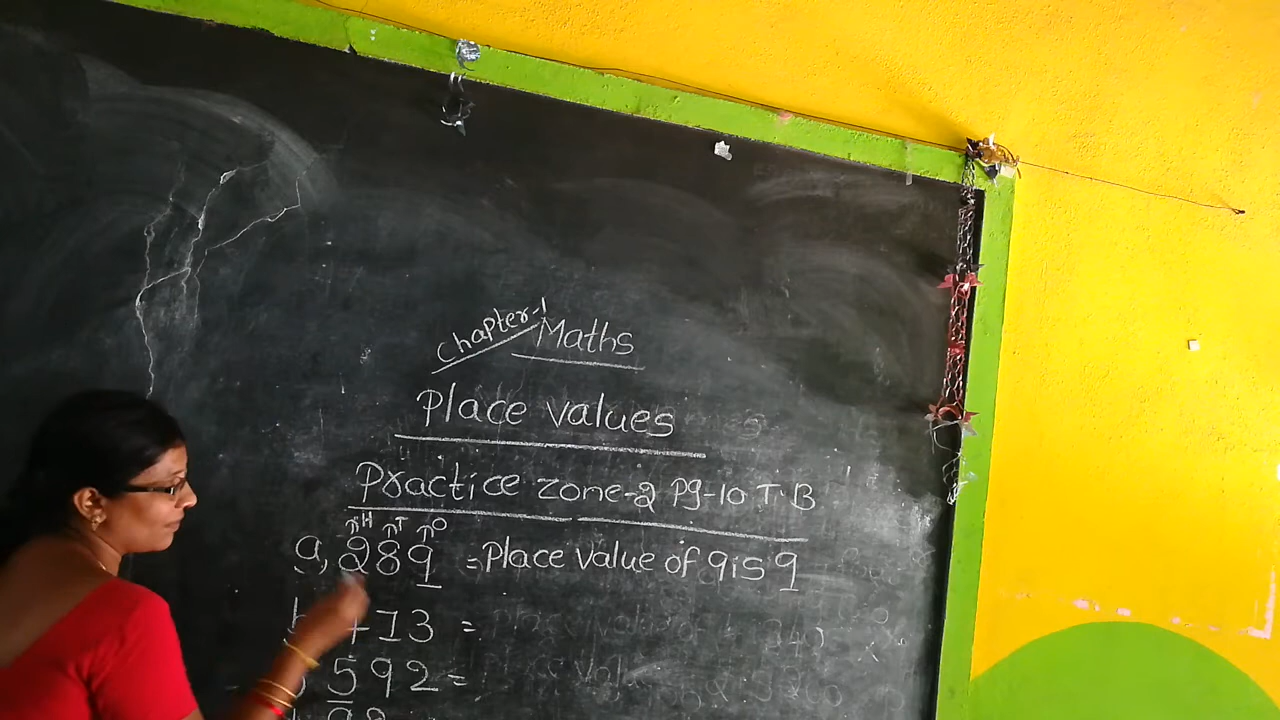 Chapter-1
Maths
Place values
Practice zone-2 Pg-10 T.B
H T O
a, 289 = Place value of 9 is 9
13 =
592 =